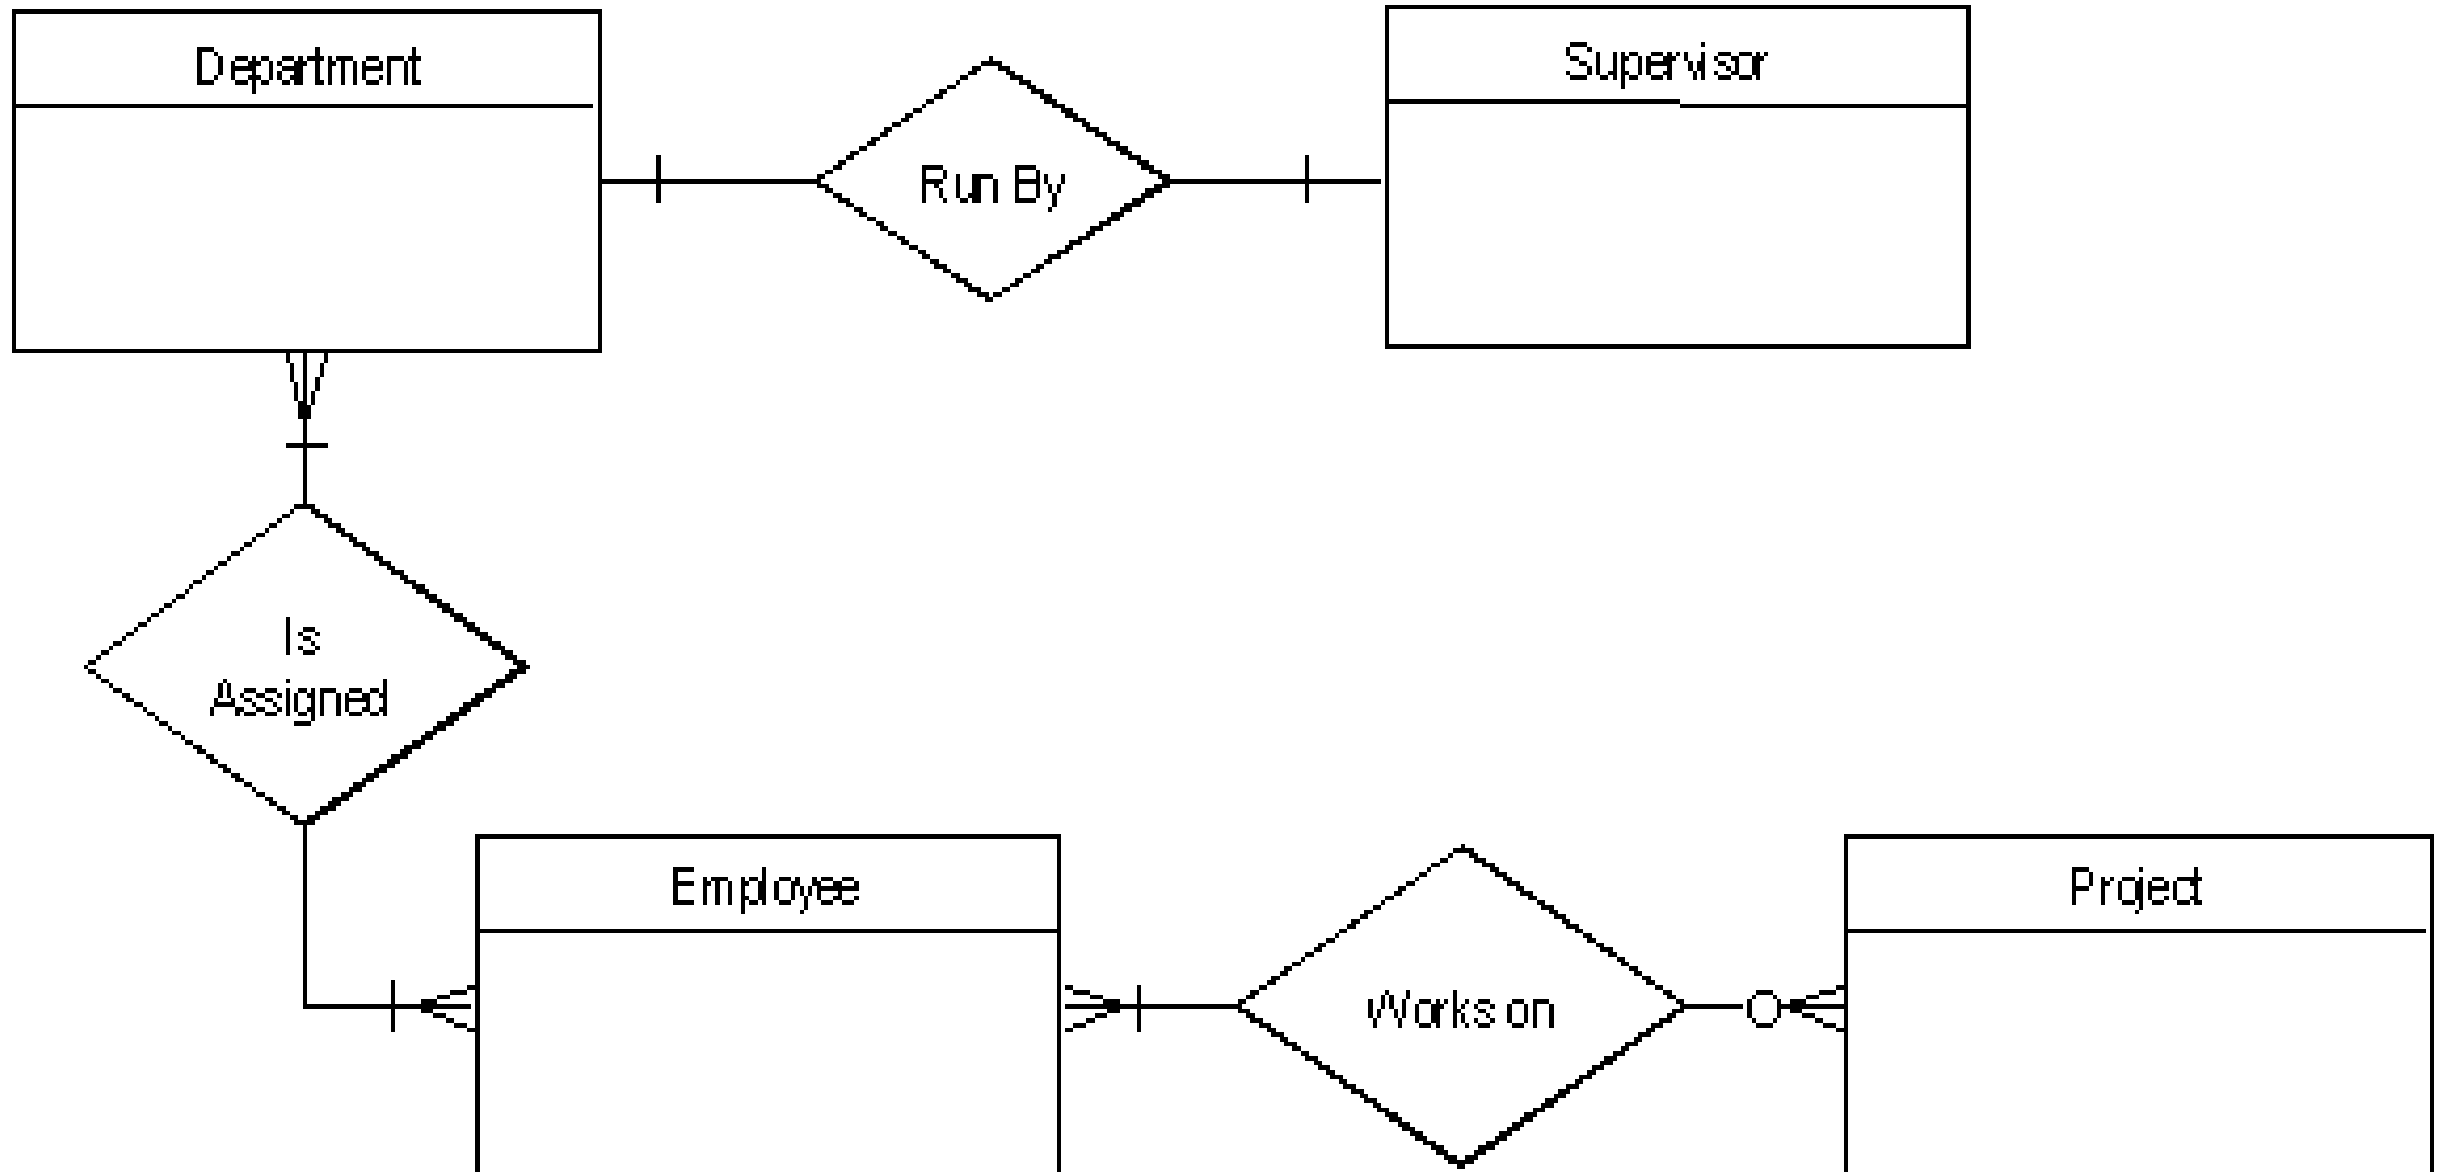 Department
Supervisor
Run By
Is
Assigned
Employee
Project
Works on